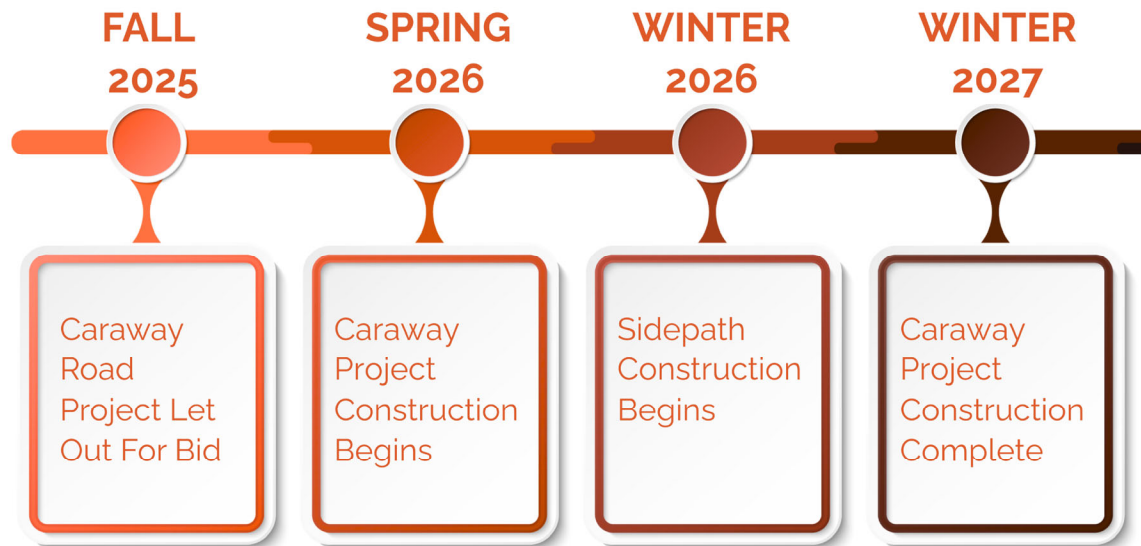 FALL
2025
SPRING
2026
WINTER
2026
WINTER
2027
Caraway
Road
Project Let
Out For Bid
Caraway
Project
Construction
Begins
Sidepath
Construction
Begins
Caraway
Project
Construction
Complete